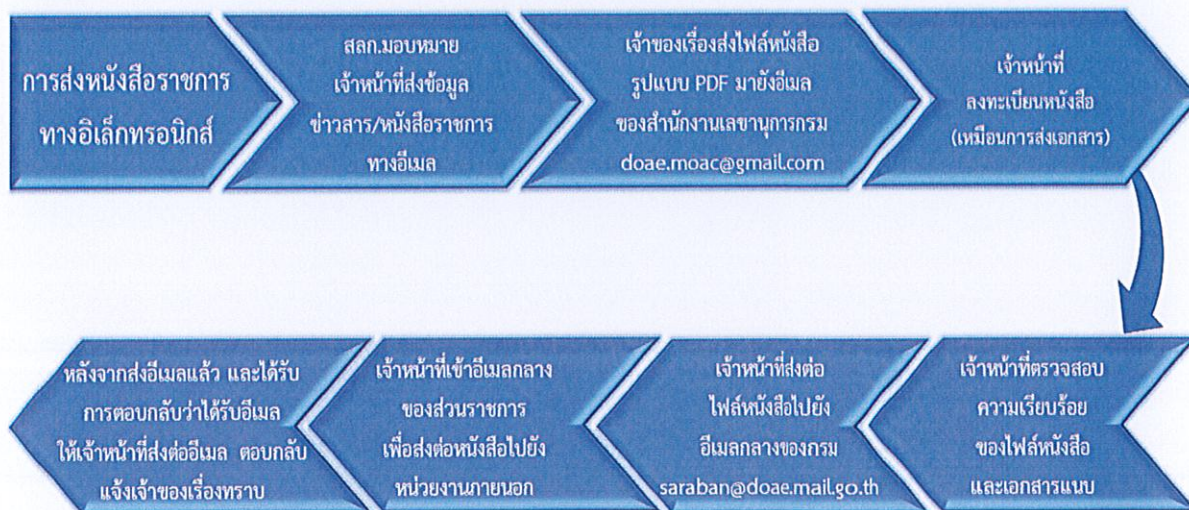 การส่งหนังสือราชการ
ทางอิเล็กทรอนิกส์
สลก.มอบหมาย
เจ้าหน้าที่ส่งข้อมูล
ข่าวสาร/หนังสือราชการ
ทางอีเมล
เจ้าของเรื่องส่งไฟล์หนังสือ
รูปแบบ PDF มายังอีเมล
ของสำนักงานเลขานุการกรม
doae.moac@gmail.com
เจ้าหน้าที่
ลงทะเบียนหนังสือ
(เหมือนการส่งเอกสาร)
เจ้าหน้าที่ตรวจสอบ
ความเรียบร้อย
ของไฟล์หนังสือ
และเอกสารแนบ
เจ้าหน้าที่ส่งต่อ
ไฟล์หนังสือไปยัง
อีเมลกลางของกรม
saraban@doae.mail.go.th
เจ้าหน้าที่เข้าอีเมลกลาง
ของส่วนราชการ
เพื่อส่งต่อหนังสือไปยัง
หน่วยงานภายนอก
หลังจากส่งอีเมลแล้ว และได้รับ
การตอบกลับว่าได้รับอีเมล
ให้เจ้าหน้าที่ส่งต่ออีเมล ตอบกลับ
แจ้งเจ้าของเรื่องทราบ